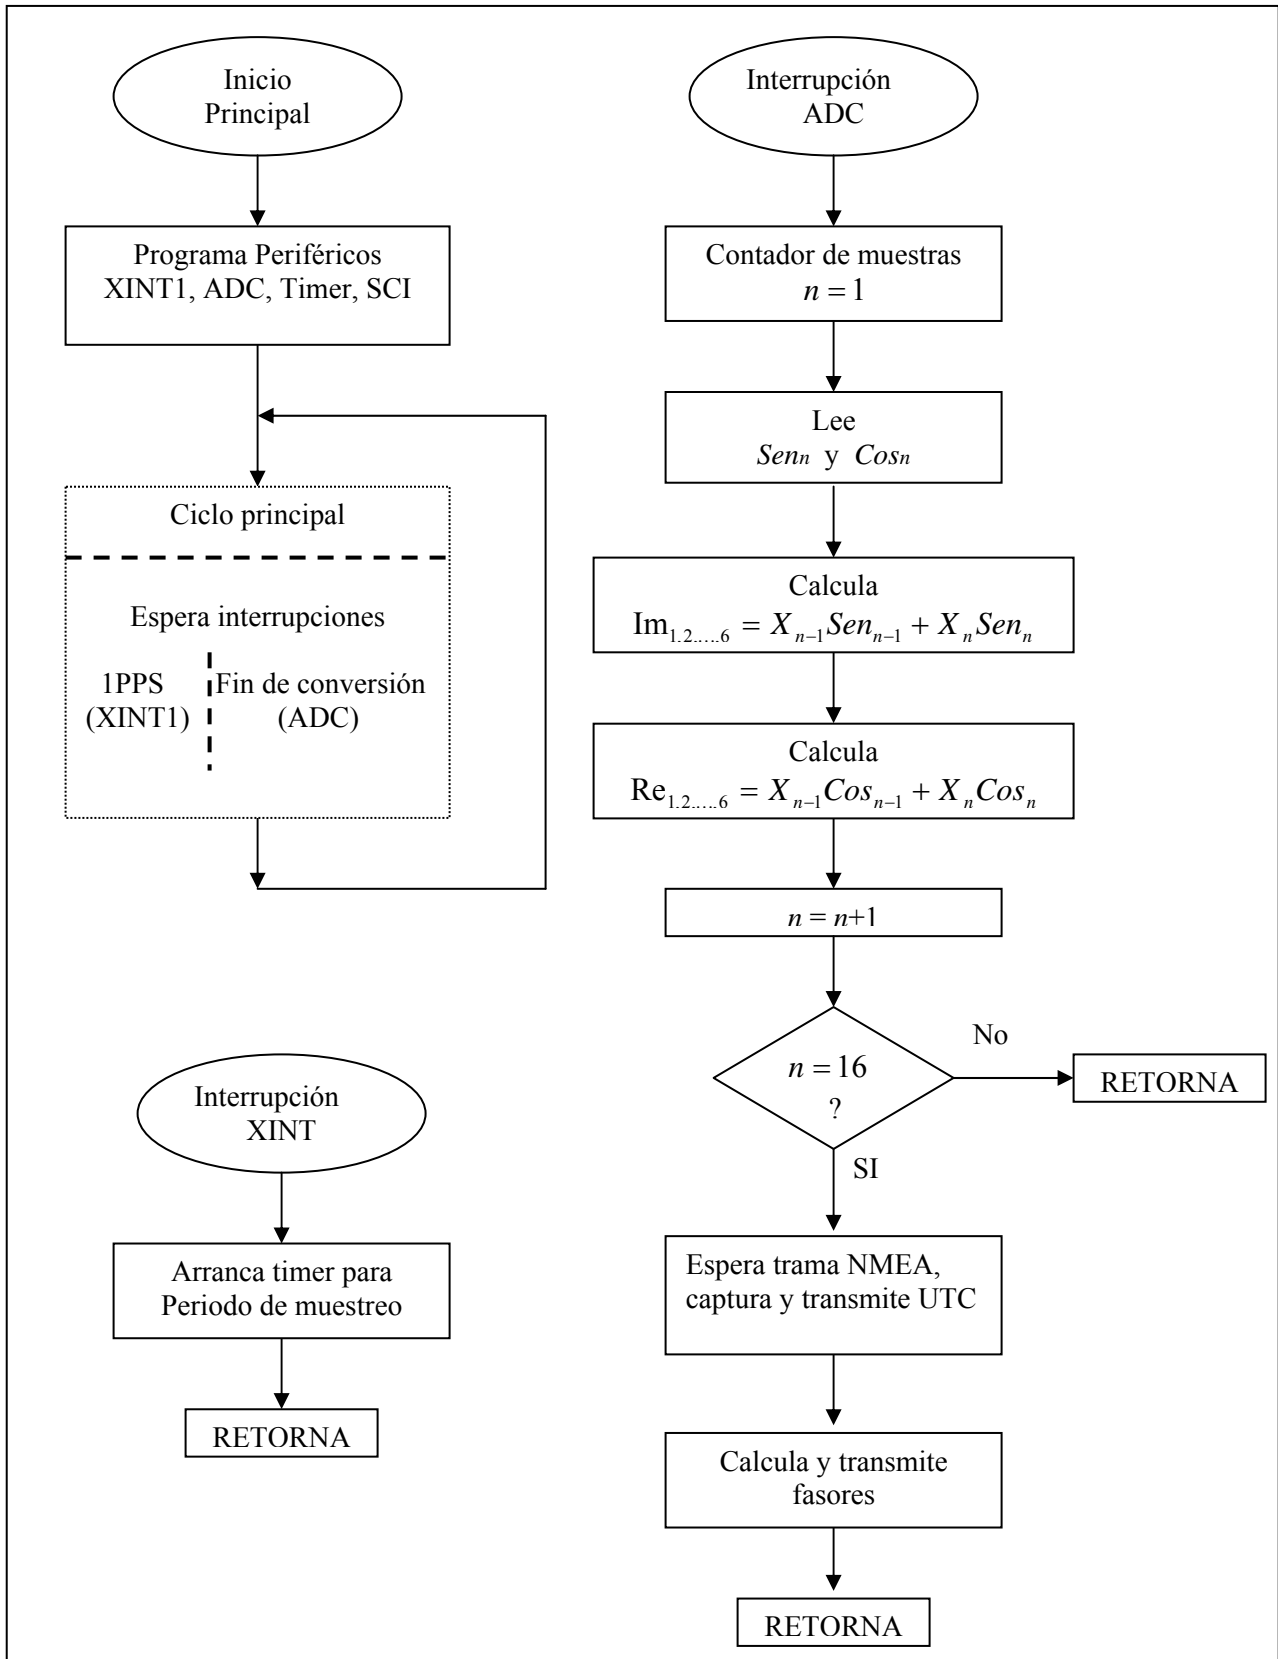 Inicio
Principal
Programa Periféricos
XINT1, ADC, Timer, SCI
Ciclo principal
Espera interrupciones
1PPS
(XINT1)
Fin de conversión
(ADC)
Interrupción
XINT
Arranca timer para
Periodo de muestreo
RETORNA
Interrupción
ADC
Contador de muestras
n = 1
Lee
Senn y Cosn
Calcula
Im1,2,...,6 = Xn−1Senn−1 + XnSenn
Calcula
Re1,2,...,6 = Xn−1Cosn−1 + XnCosn
n = n+1
n = 16
?
No
RETORNA
SI
Espera trama NMEA,
captura y transmite UTC
Calcula y transmite
fasores
RETORNA